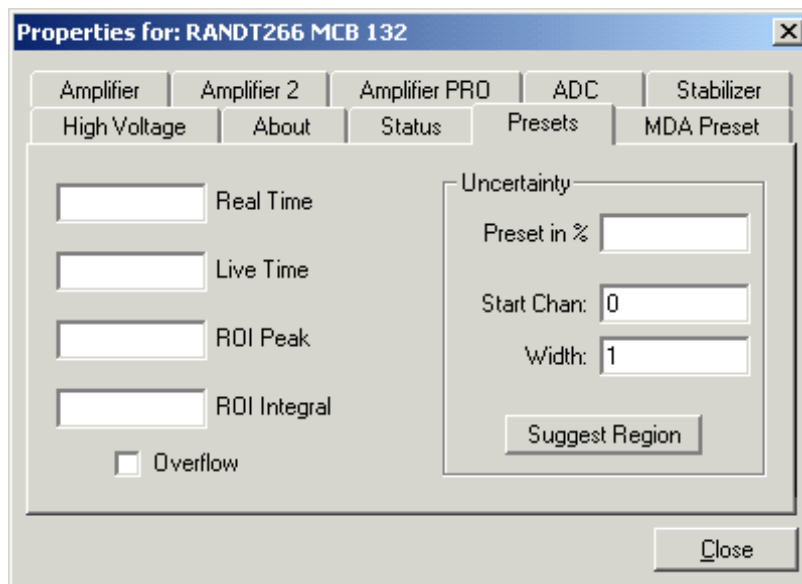 Properties for: RANDT266 MCB 132
Amplifier Amplifier 2 Amplifier PRO ADC Stabilizer
High Voltage About Status Presets MDA Preset
Real Time
Live Time
ROI Peak
ROI Integral
Overflow
Uncertainty
Preset in %
Start Chan: 0
Width: 1
Suggest Region
Close